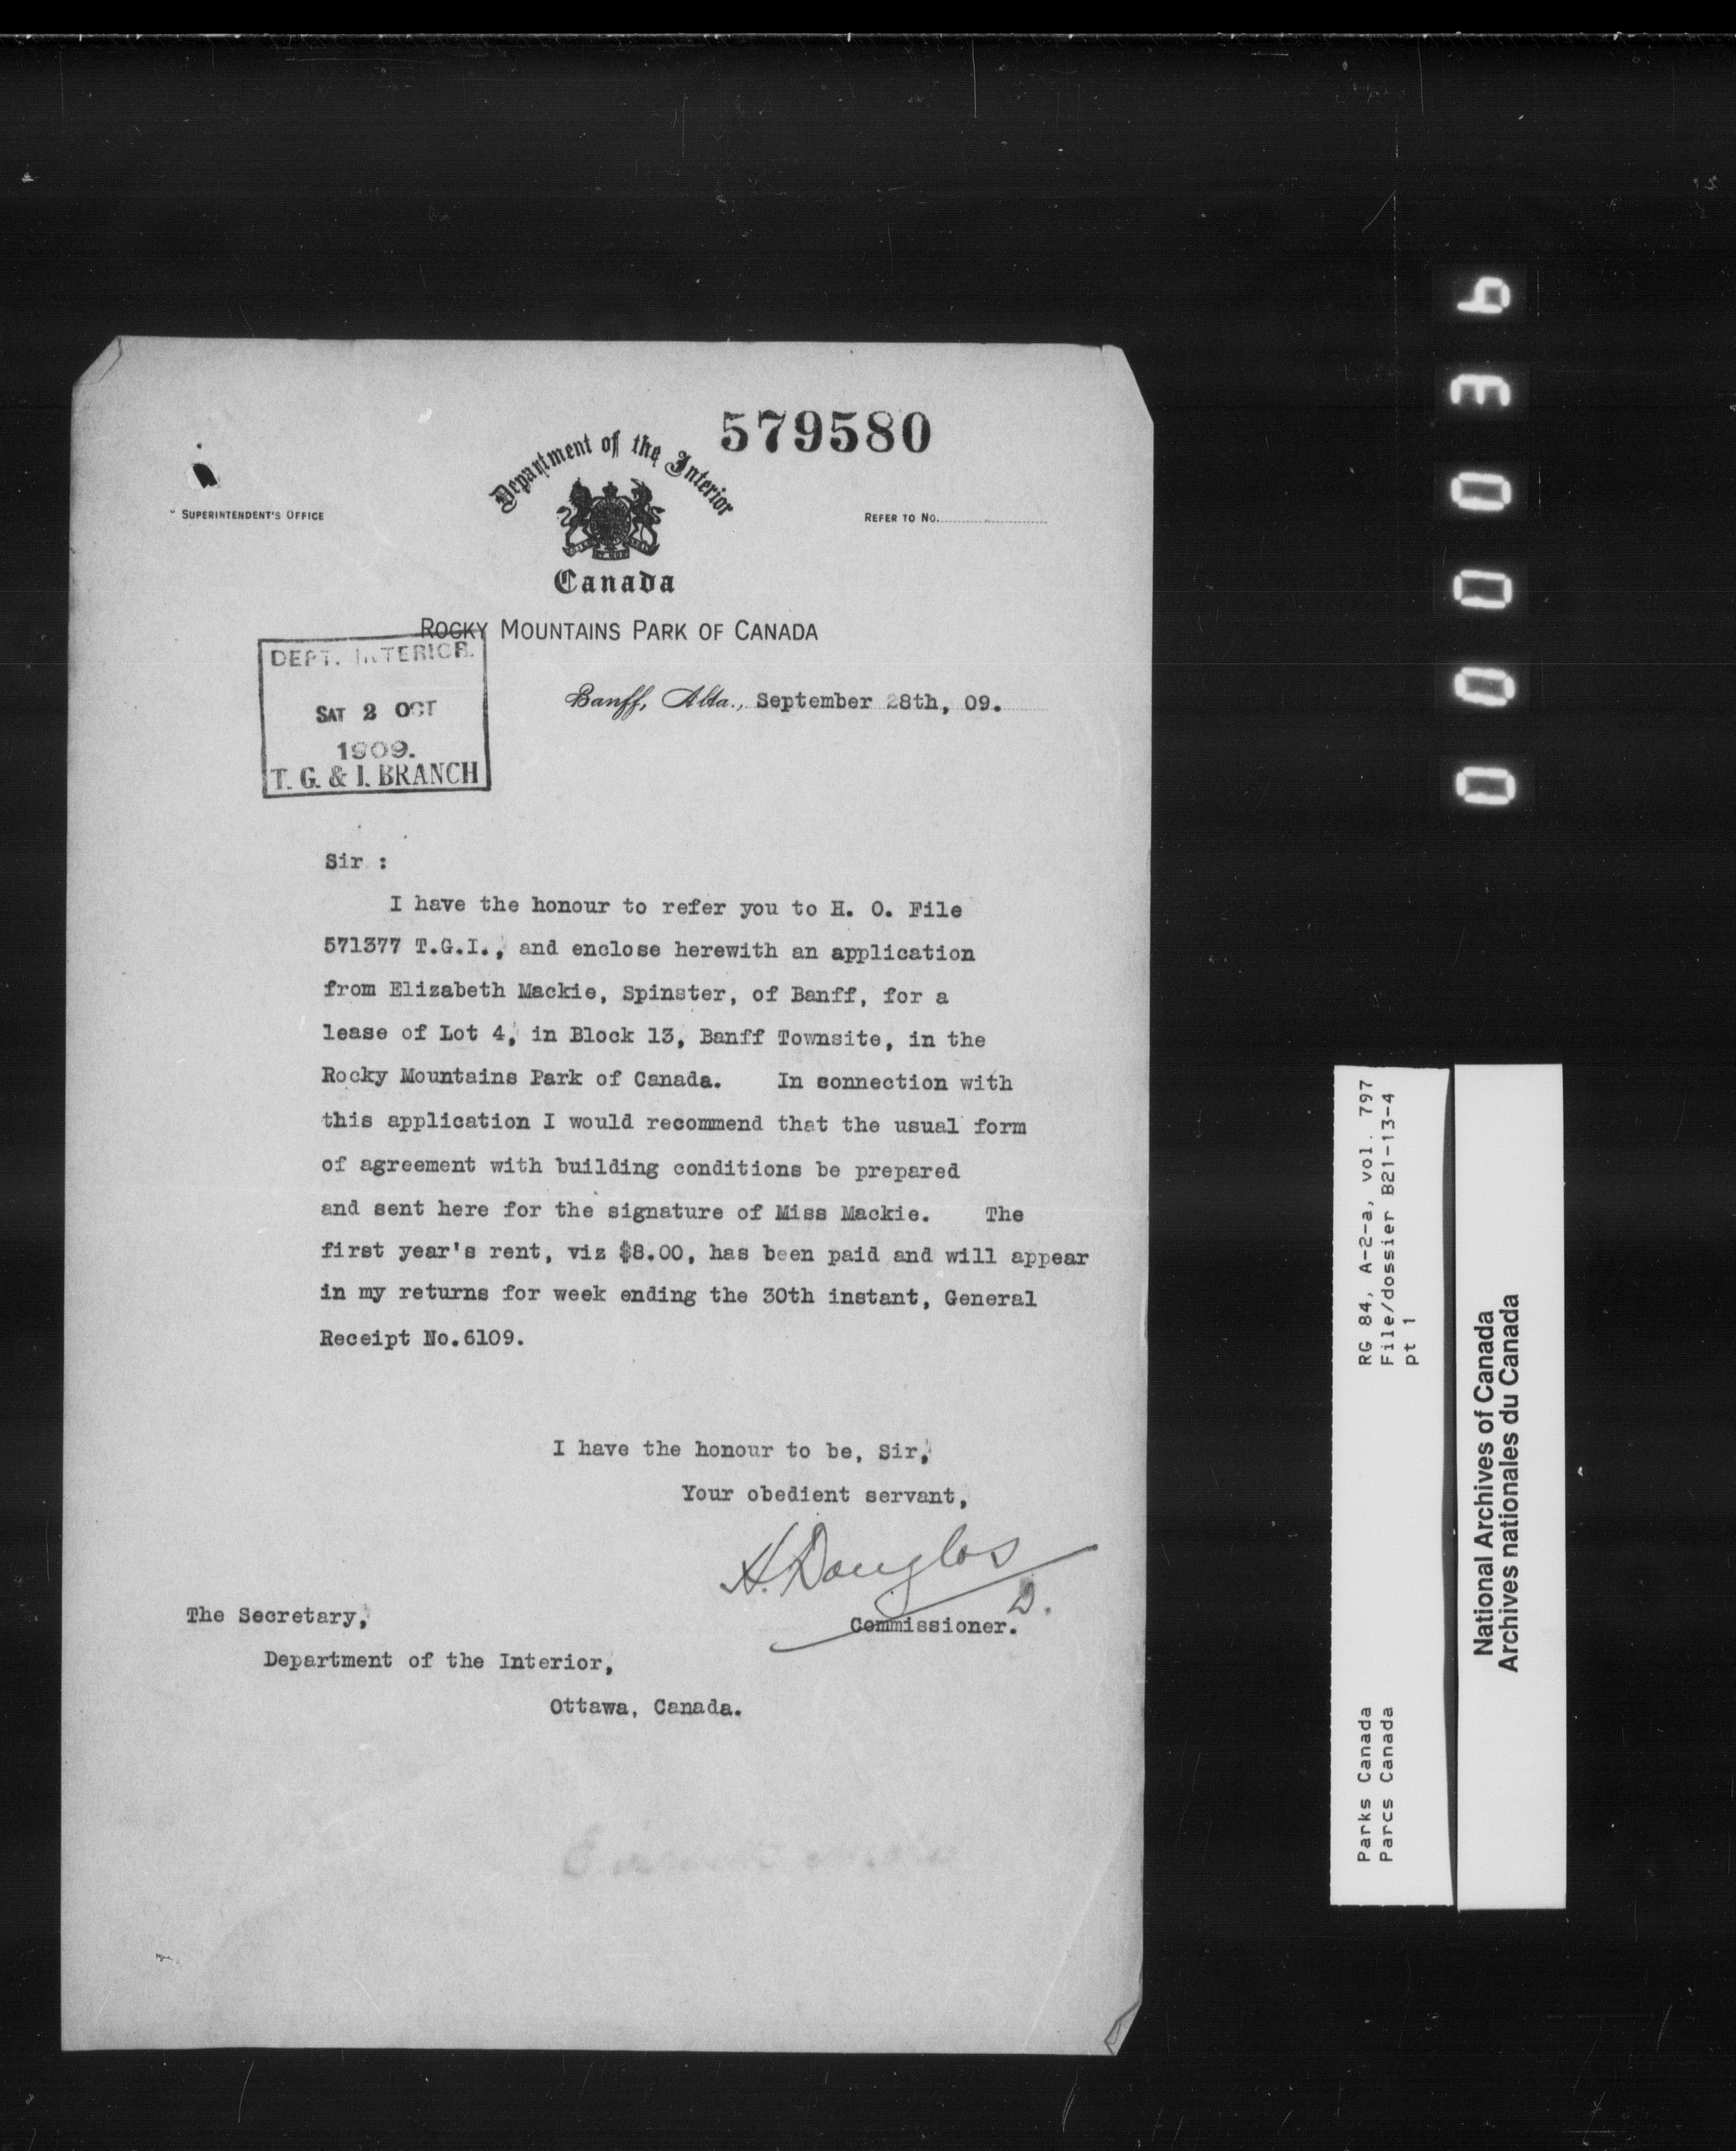 579580
Department of the Interior
SUPERINTENDENT'S OFFICE
REFER TO No.
Canada
ROCKY MOUNTAINS PARK OF CANADA
DEPT. INTERIOR.
SAT 2 OCT
1909.
T. G. & I. BRANCH
Banff, Alta., September 28th, 09.
Sir :
I have the honour to refer you to H. O. File
571377 T.G.I., and enclose herewith an application
from Elizabeth Mackie, Spinster, of Banff, for a
lease of Lot 4, in Block 13, Banff Townsite, in the
Rocky Mountains Park of Canada. In connection with
this application I would recommend that the usual form
of agreement with building conditions be prepared
and sent here for the signature of Miss Mackie. The
first year's rent, viz $8.00, has been paid and will appear
in my returns for week ending the 30th instant, General
Receipt No.6109.
I have the honour to be, Sir,
Your obedient servant,
H. Douglas
D.
Commissioner.
The Secretary,
Department of the Interior,
Ottawa, Canada.
000036
RG 84, A-2-a, vol. 797
File/dossier B21-13-4
pt 1
Parks Canada
Parcs Canada
National Archives of Canada
Archives nationales du Canada